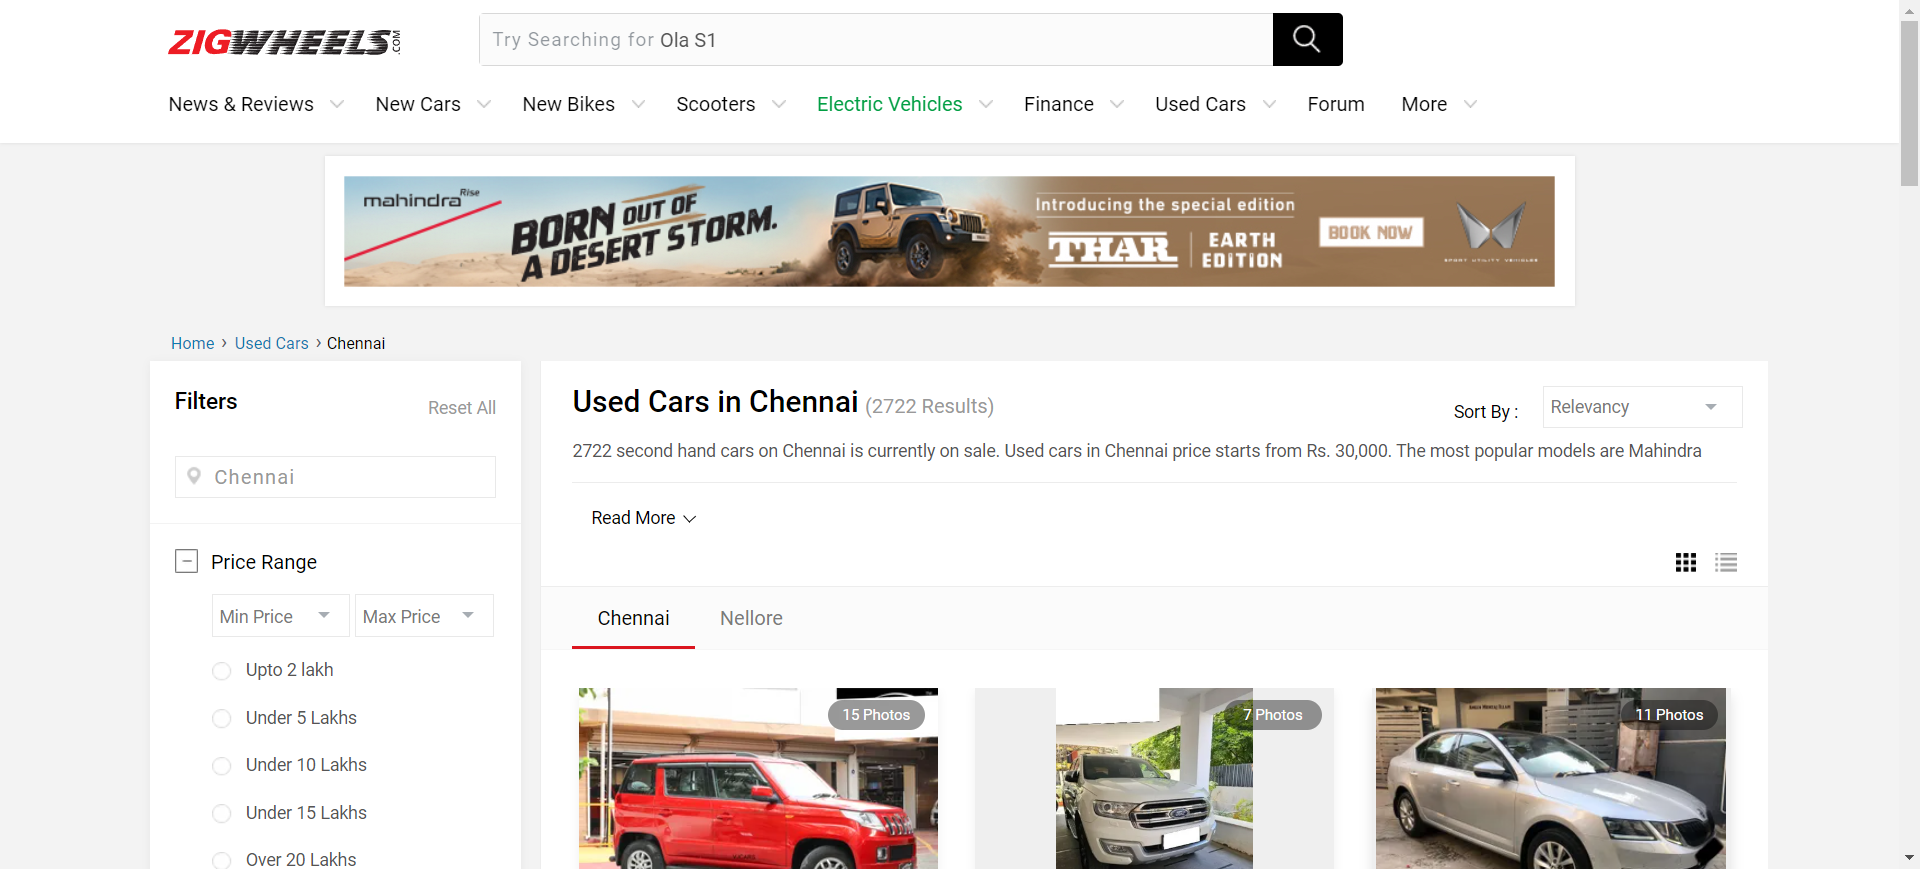 ZIGWHEELS.COM
Try Searching for Ola S1
News & Reviews
New Cars
New Bikes
Scooters
Electric Vehicles
Finance
Used Cars
Forum
More
mahindra Rise
BORN OUT OF
A DESERT STORM.
Introducing the special edition
THAR
EARTH
EDITION
BOOK NOW
SPORT UTILITY VEHICLES
Home › Used Cars › Chennai
Filters
Reset All
Chennai
Price Range
Min Price
Max Price
Upto 2 lakh
Under 5 Lakhs
Under 10 Lakhs
Under 15 Lakhs
Over 20 Lakhs
Used Cars in Chennai (2722 Results)
Sort By :
Relevancy
2722 second hand cars on Chennai is currently on sale. Used cars in Chennai price starts from Rs. 30,000. The most popular models are Mahindra
Read More
Chennai
Nellore
15 Photos
7 Photos
11 Photos